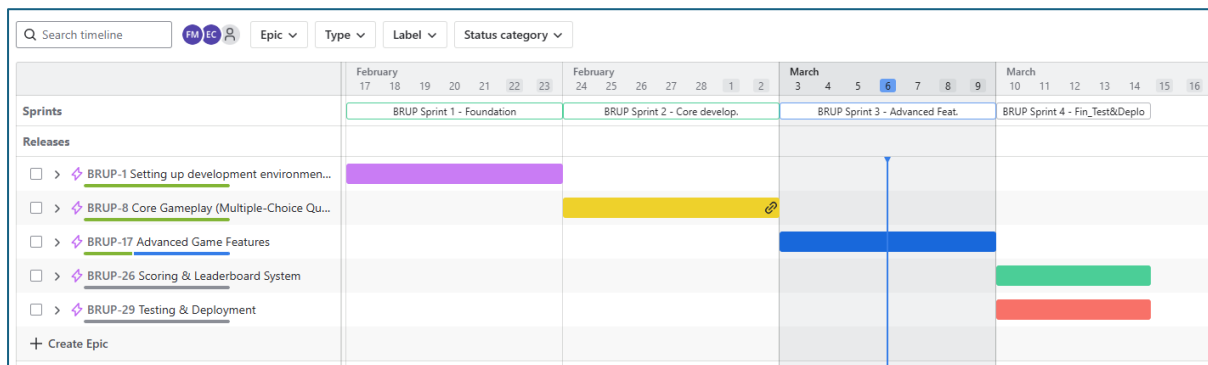 Search timeline FM EC Epic Type Label Status category
February February March March
17 18 19 20 21 22 23 24 25 26 27 28 1 2 3 4 5 6 7 8 9 10 11 12 13 14 15 16
Sprints BRUP Sprint 1 - Foundation BRUP Sprint 2 - Core develop. BRUP Sprint 3 - Advanced Feat. BRUP Sprint 4 - Fin_Test&Deplo
Releases
BRUP-1 Setting up development environmen...
BRUP-8 Core Gameplay (Multiple-Choice Qu...
BRUP-17 Advanced Game Features
BRUP-26 Scoring & Leaderboard System
BRUP-29 Testing & Deployment
+ Create Epic